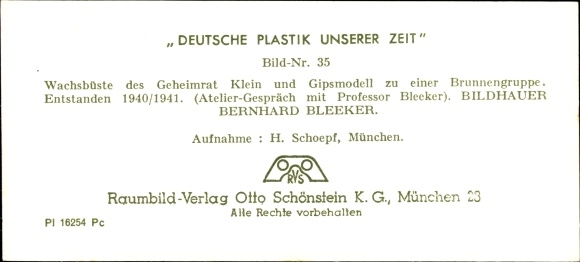 „DEUTSCHE PLASTIK UNSERER ZEIT"
Bild-Nr. 35
Wachsbüste des Geheimrat Klein und Gipsmodell zu einer Brunnengruppe.
Entstanden 1940/1941. (Atelier-Gespräch mit Professor Bleeker). BILDHAUER
BERNHARD BLEEKER.
Aufnahme : H. Schoepf, München.
RVS
Raumbild-Verlag Otto Schönstein K. G., München 23
Alle Rechte vorbehalten
PI 16254 Pc